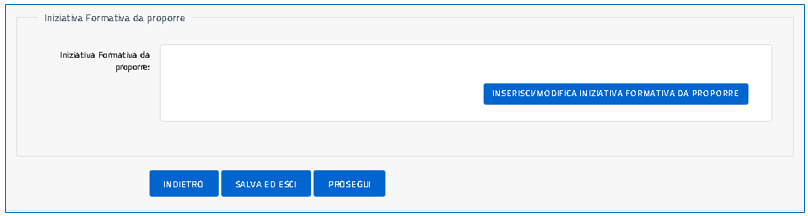 Iniziativa Formativa da proporre
Iniziativa Formativa da
proporre:
INSERISCI/MODIFICA INIZIATIVA FORMATIVA DA PROPORRE
INDIETRO SALVA ED ESCI PROSEGUI